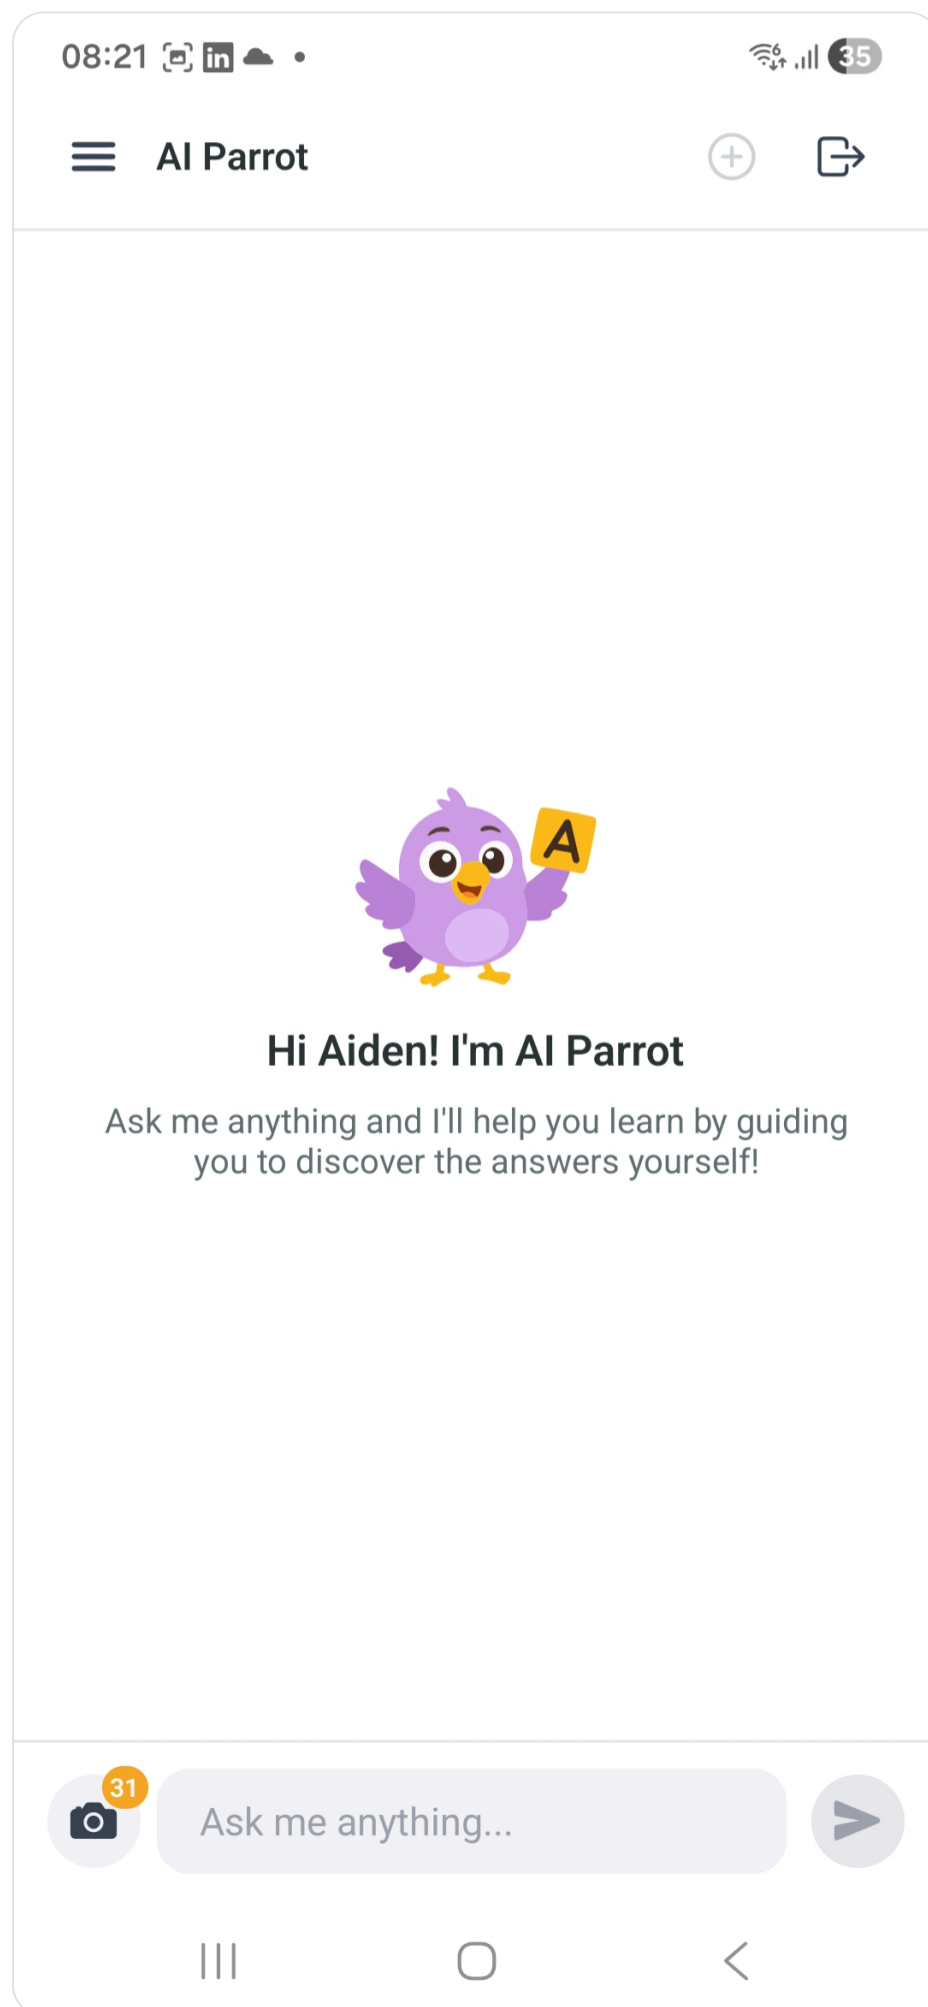 08:21
in
35
AI Parrot
A
Hi Aiden! I'm AI Parrot
Ask me anything and I'll help you learn by guiding
you to discover the answers yourself!
31
Ask me anything...